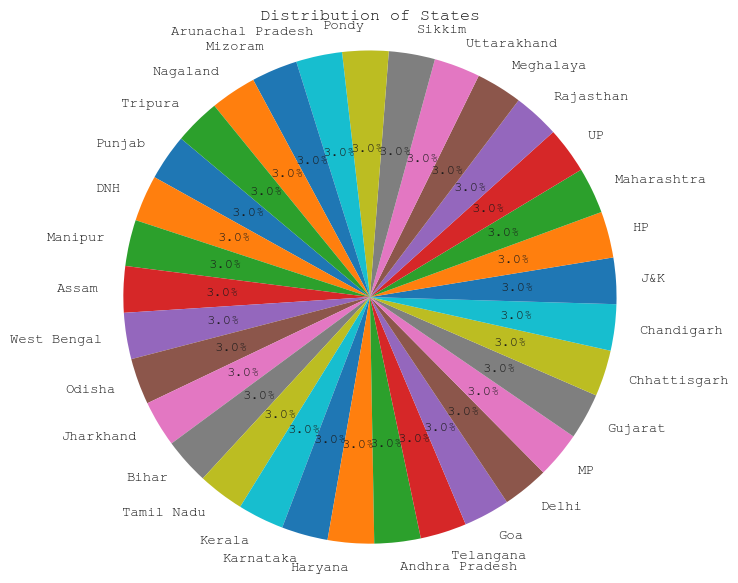 Distribution of States
Pondy
3.0%
Sikkim
3.0%
Uttarakhand
3.0%
Meghalaya
3.0%
Rajasthan
3.0%
UP
3.0%
Maharashtra
3.0%
HP
3.0%
J&K
3.0%
Chandigarh
3.0%
Chhattisgarh
3.0%
Gujarat
3.0%
MP
3.0%
Delhi
3.0%
Goa
3.0%
Telangana
3.0%
Andhra Pradesh
3.0%
Haryana
3.0%
Karnataka
3.0%
Kerala
3.0%
Tamil Nadu
3.0%
Bihar
3.0%
Jharkhand
3.0%
Odisha
3.0%
West Bengal
3.0%
Assam
3.0%
Manipur
3.0%
DNH
3.0%
Punjab
3.0%
Tripura
3.0%
Nagaland
3.0%
Mizoram
3.0%
Arunachal Pradesh
3.0%